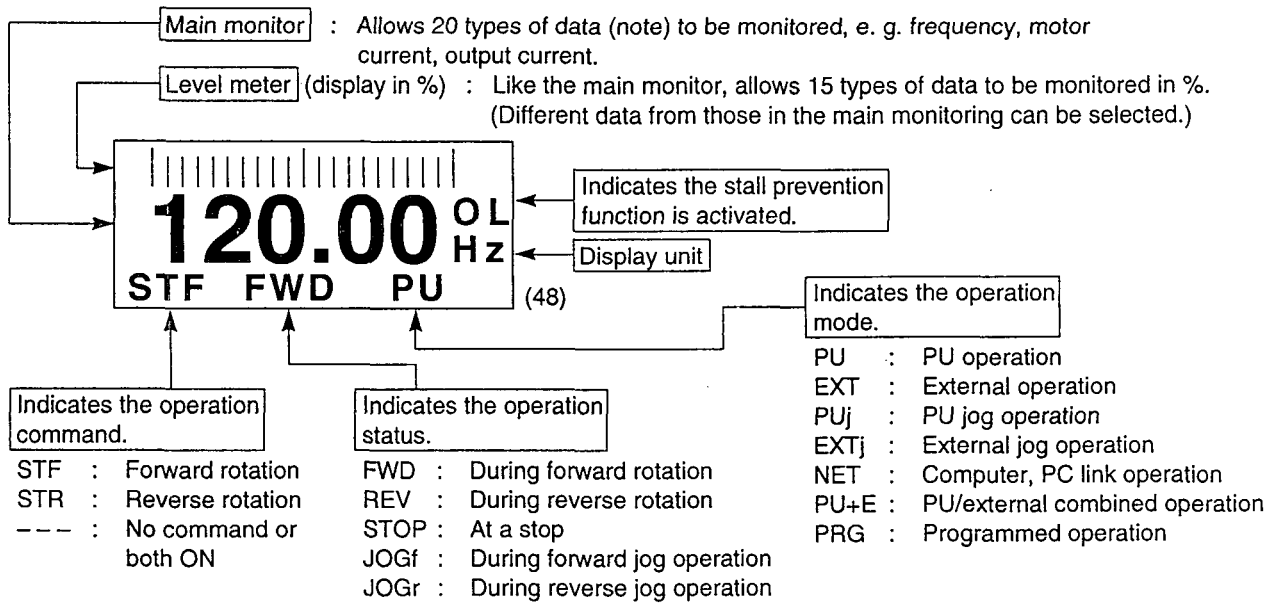 Main monitor : Allows 20 types of data (note) to be monitored, e. g. frequency, motor
current, output current.
Level meter (display in %) : Like the main monitor, allows 15 types of data to be monitored in %.
(Different data from those in the main monitoring can be selected.)
120.00 OL
Hz
STF FWD PU
(48)
Indicates the stall prevention
function is activated.
Display unit
Indicates the operation
command.
STF : Forward rotation
STR : Reverse rotation
--- : No command or
both ON
Indicates the operation
status.
FWD : During forward rotation
REV : During reverse rotation
STOP : At a stop
JOGf : During forward jog operation
JOGr : During reverse jog operation
Indicates the operation
mode.
PU : PU operation
EXT : External operation
PUj : PU jog operation
EXTj : External jog operation
NET : Computer, PC link operation
PU+E : PU/external combined operation
PRG : Programmed operation